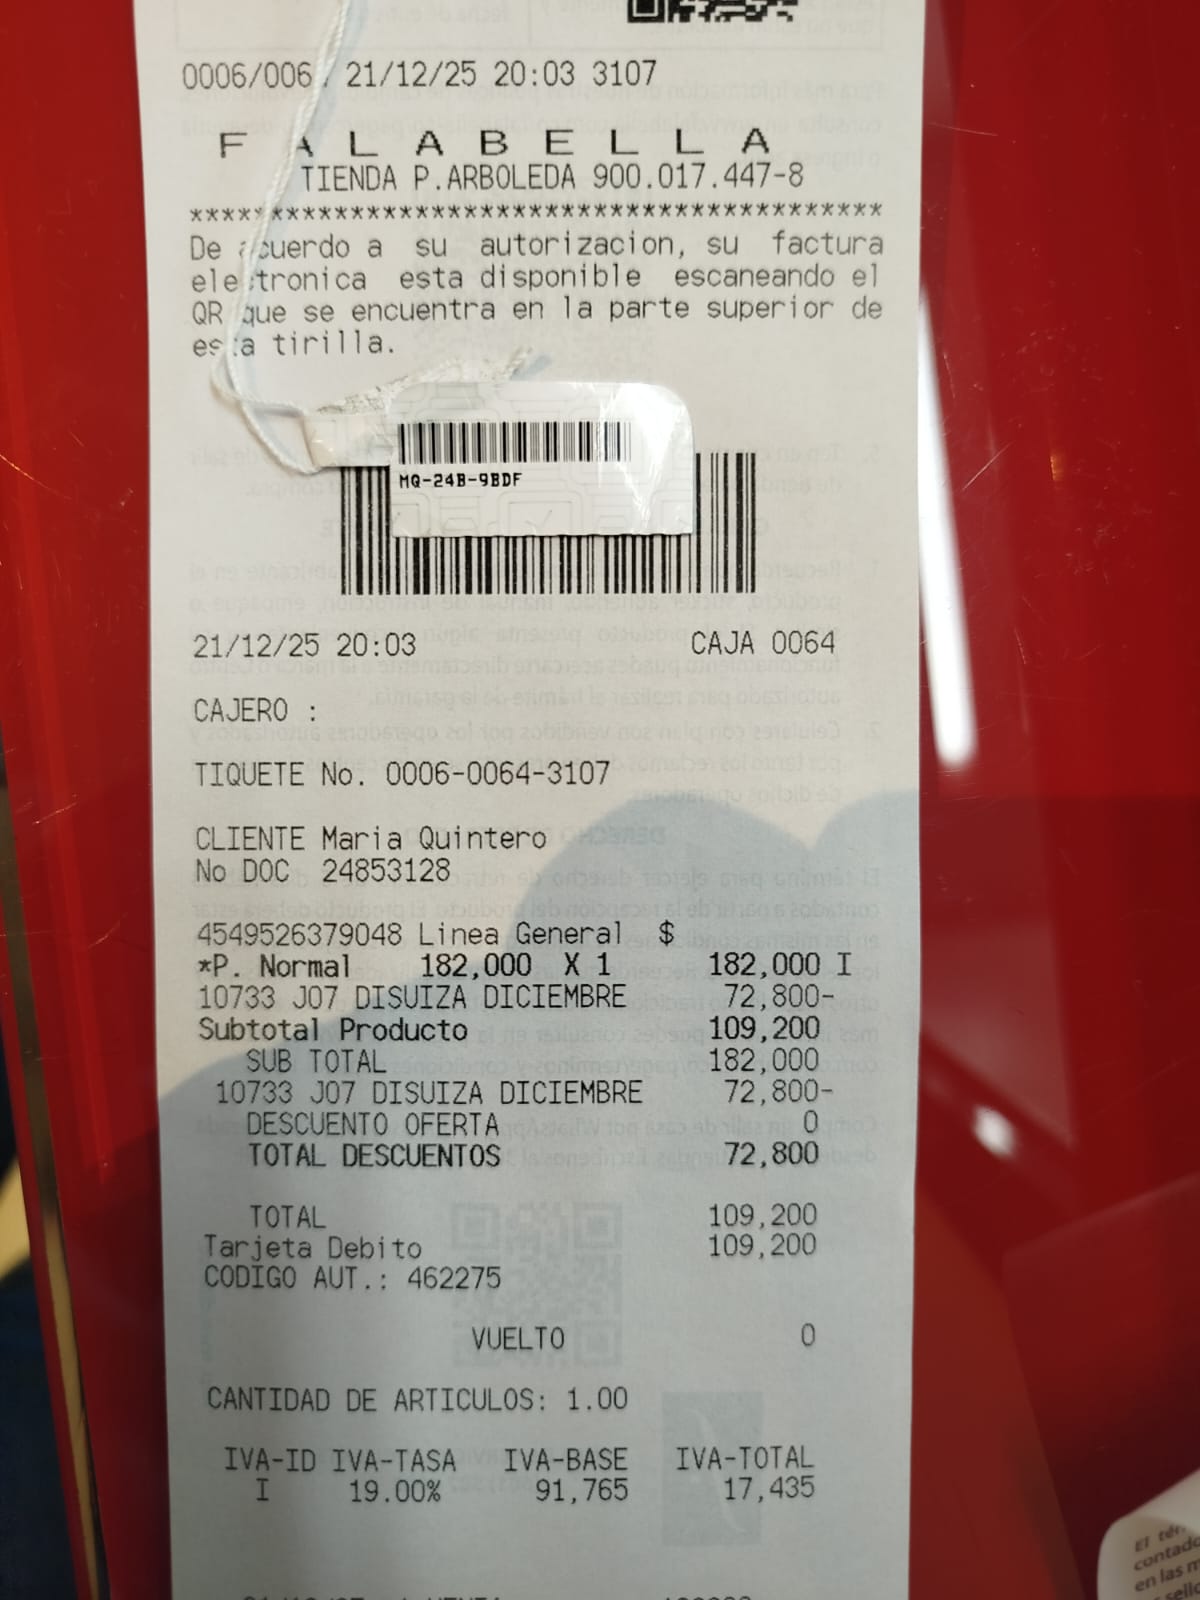 0006/006 21/12/25 20:03 3107
F A L A B E L L A
TIENDA P.ARBOLEDA 900.017.447-8
*******************************************
De acuerdo a su autorizacion, su factura
electronica esta disponible escaneando el
QR que se encuentra en la parte superior de
esta tirilla.
MQ-24B-9BDF
21/12/25 20:03 CAJA 0064
CAJERO :
TIQUETE No. 0006-0064-3107
CLIENTE Maria Quintero
No DOC 24853128
4549526379048 Linea General $
*P. Normal 182,000 X 1 182,000 I
10733 J07 DISUIZA DICIEMBRE 72,800-
Subtotal Producto 109,200
SUB TOTAL 182,000
10733 J07 DISUIZA DICIEMBRE 72,800-
DESCUENTO OFERTA 0
TOTAL DESCUENTOS 72,800
TOTAL 109,200
Tarjeta Debito 109,200
CODIGO AUT.: 462275
VUELTO 0
CANTIDAD DE ARTICULOS: 1.00
IVA-ID IVA-TASA IVA-BASE IVA-TOTAL
I 19.00% 91,765 17,435
El
contado
en las